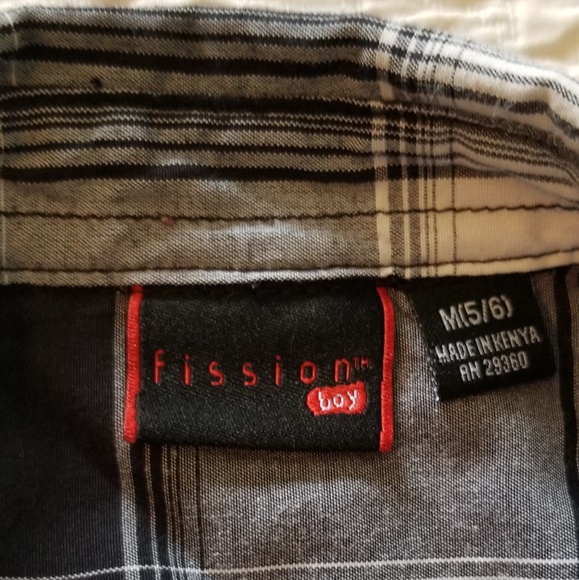 fission™
boy
M(5/6)
MADE IN KENYA
RN 29360